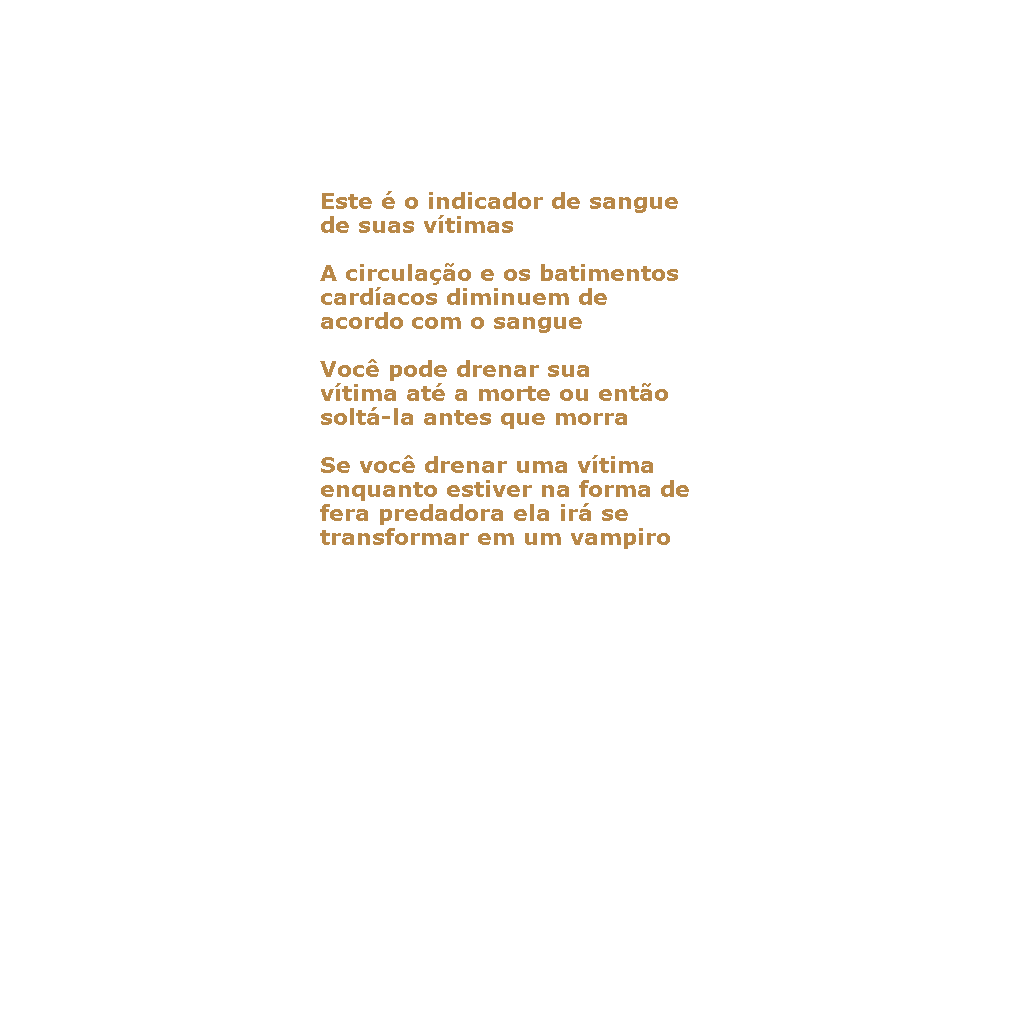 Este é o indicador de sangue
de suas vítimas
A circulação e os batimentos
cardíacos diminuem de
acordo com o sangue
Você pode drenar sua
vítima até a morte ou então
soltá-la antes que morra
Se você drenar uma vítima
enquanto estiver na forma de
fera predadora ela irá se
transformar em um vampiro